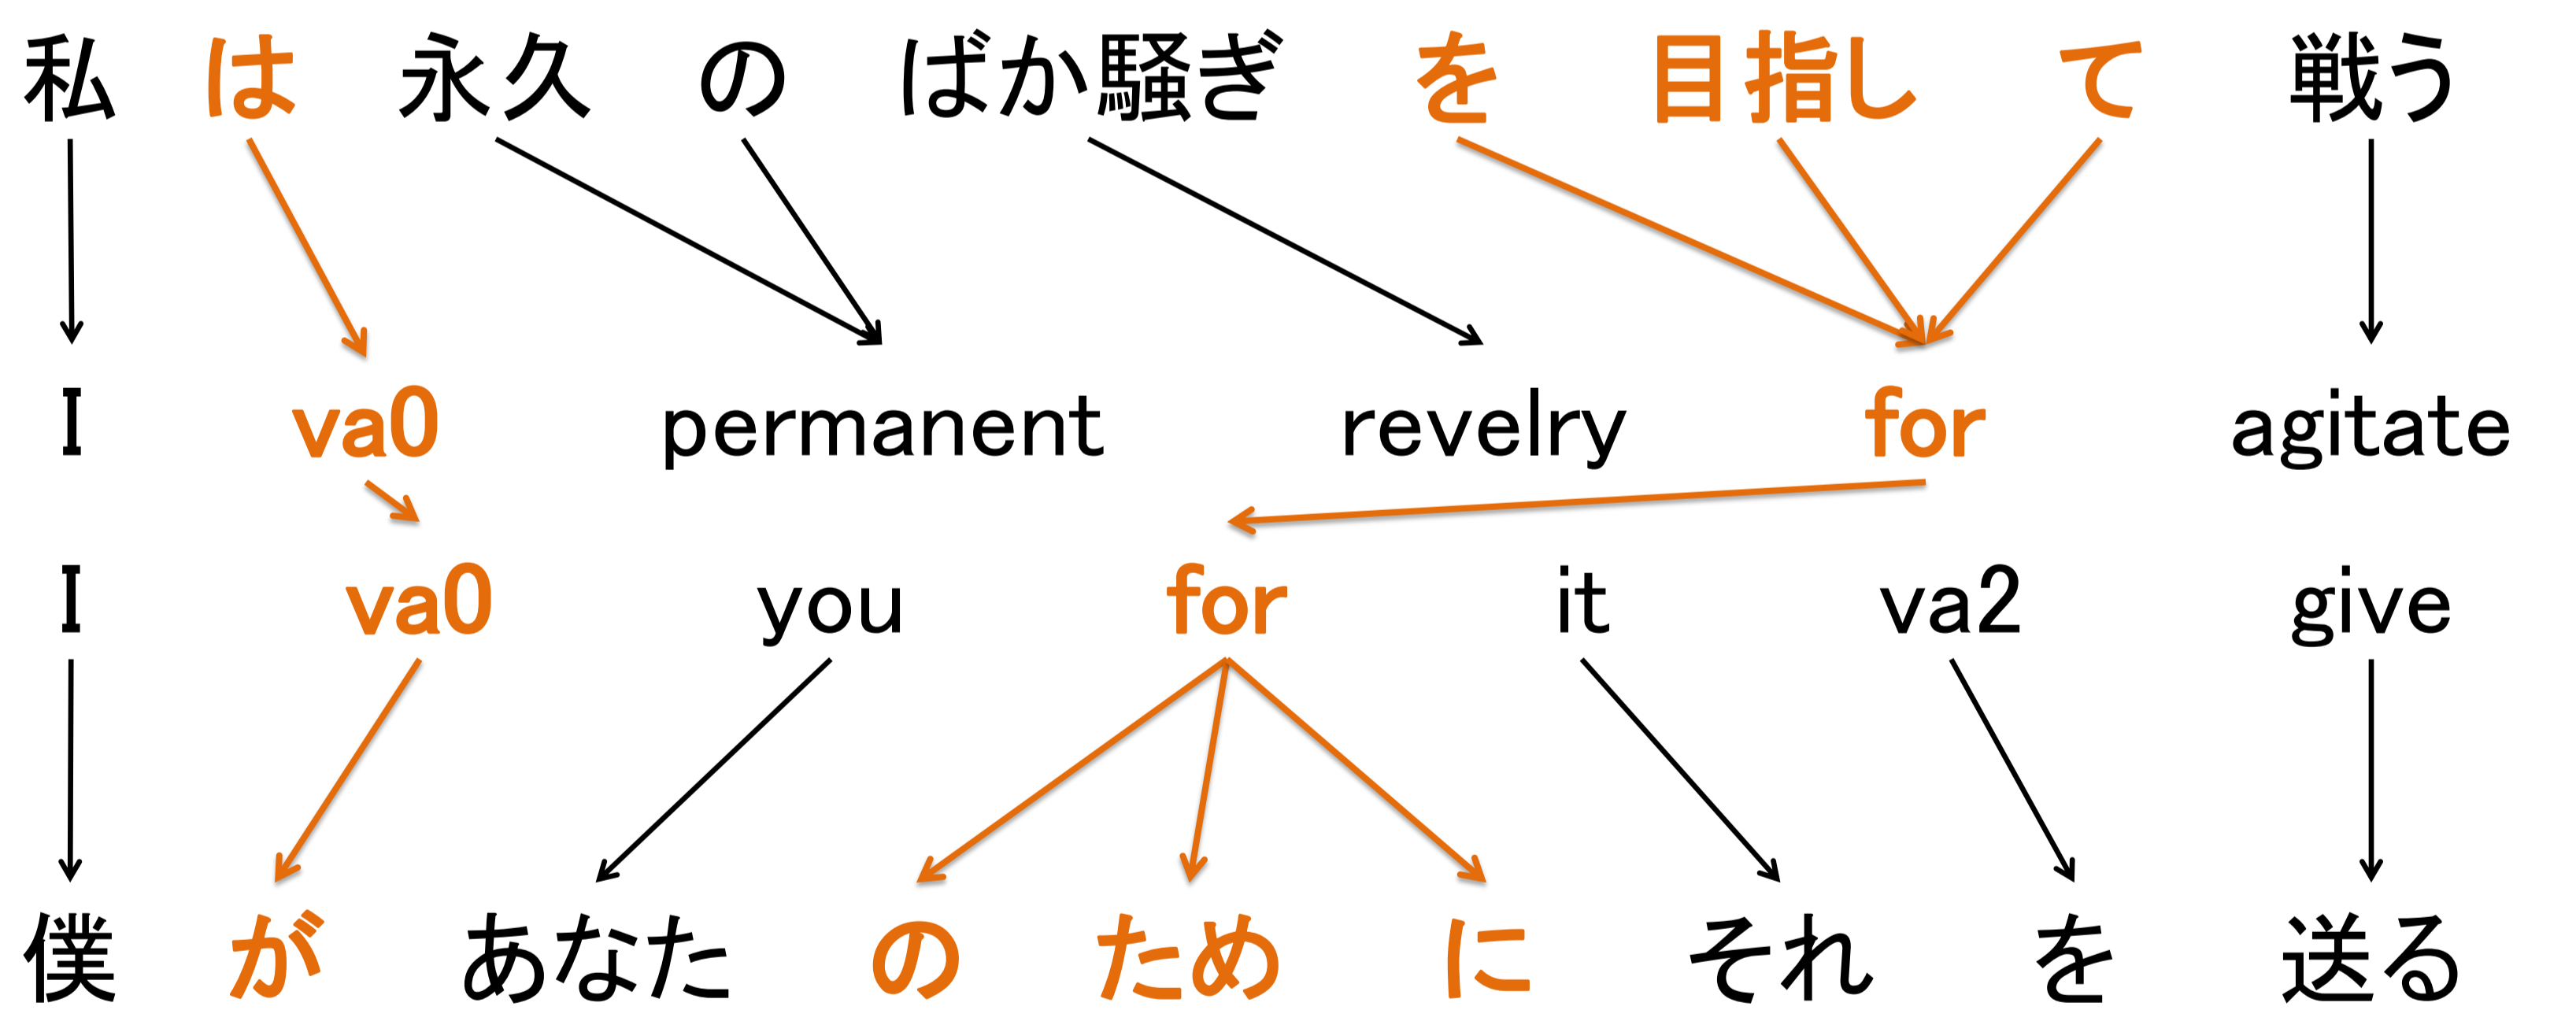 私 は 永久 の ばか騒ぎ を 目指し て 戦う
I va0 permanent revelry for agitate
I va0 you for it va2 give
僕 が あなた の ため に それ を 送る